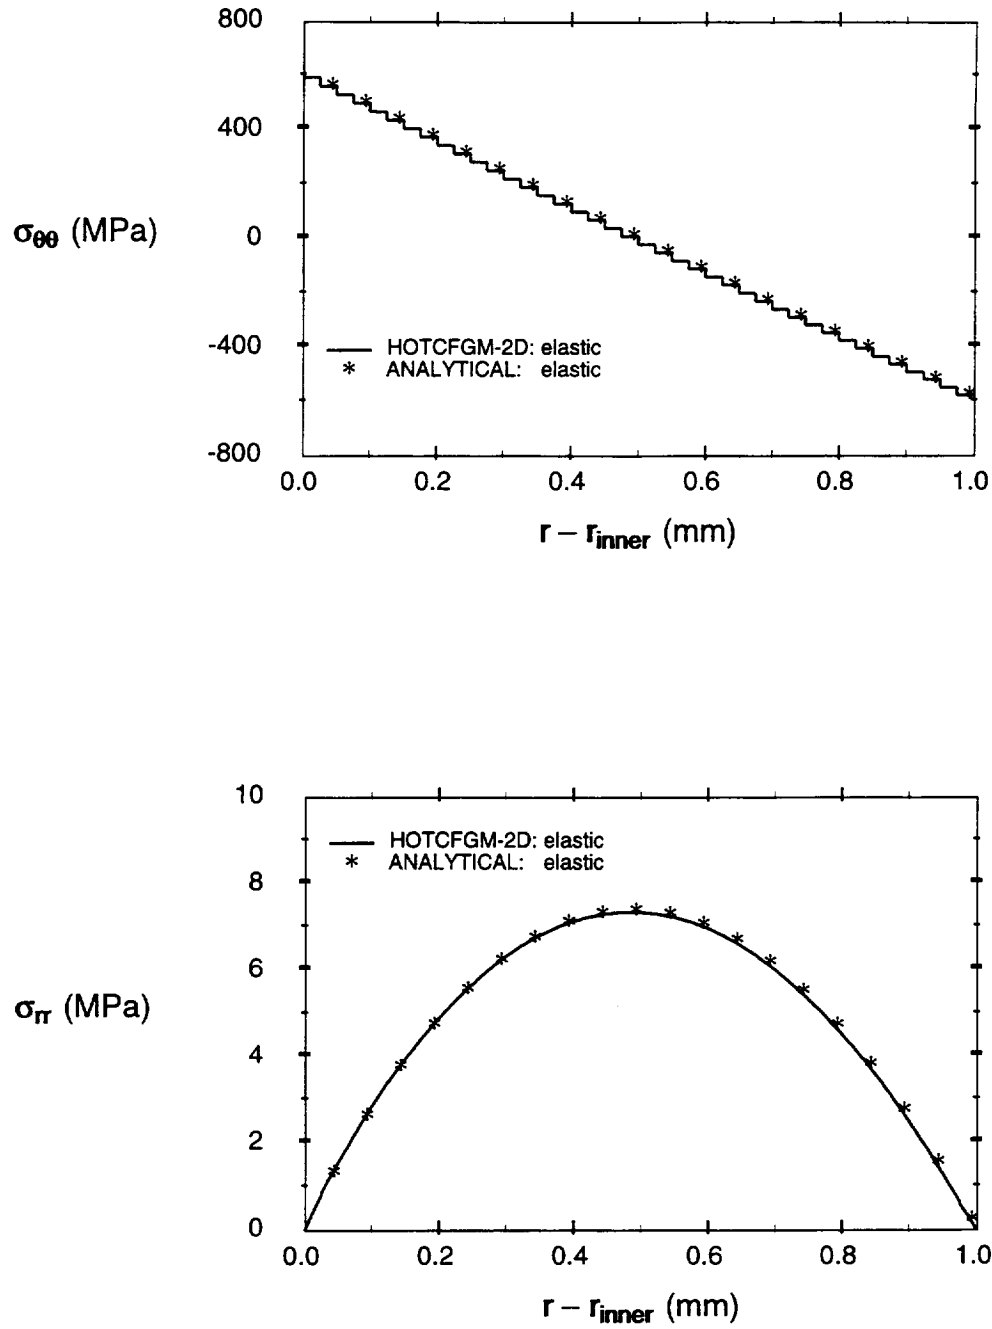 800
400
σθθ (MPa)
0
-400
HOTCFGM-2D: elastic
* ANALYTICAL: elastic
-800
0.0 0.2 0.4 0.6 0.8 1.0
r – rinner (mm)
10
HOTCFGM-2D: elastic
* ANALYTICAL: elastic
8
6
σrr (MPa)
4
2
0
0.0 0.2 0.4 0.6 0.8 1.0
r – rinner (mm)